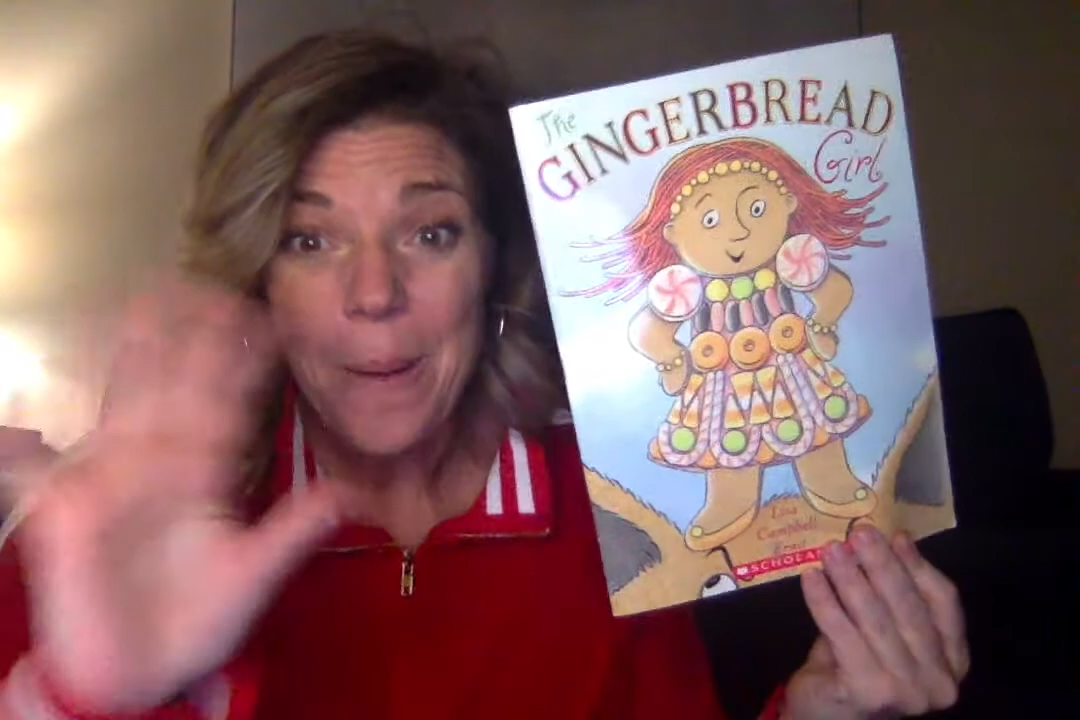 The
GINGERBREAD
Girl
Lisa
Campbell
Ernst
SCHOLASTIC